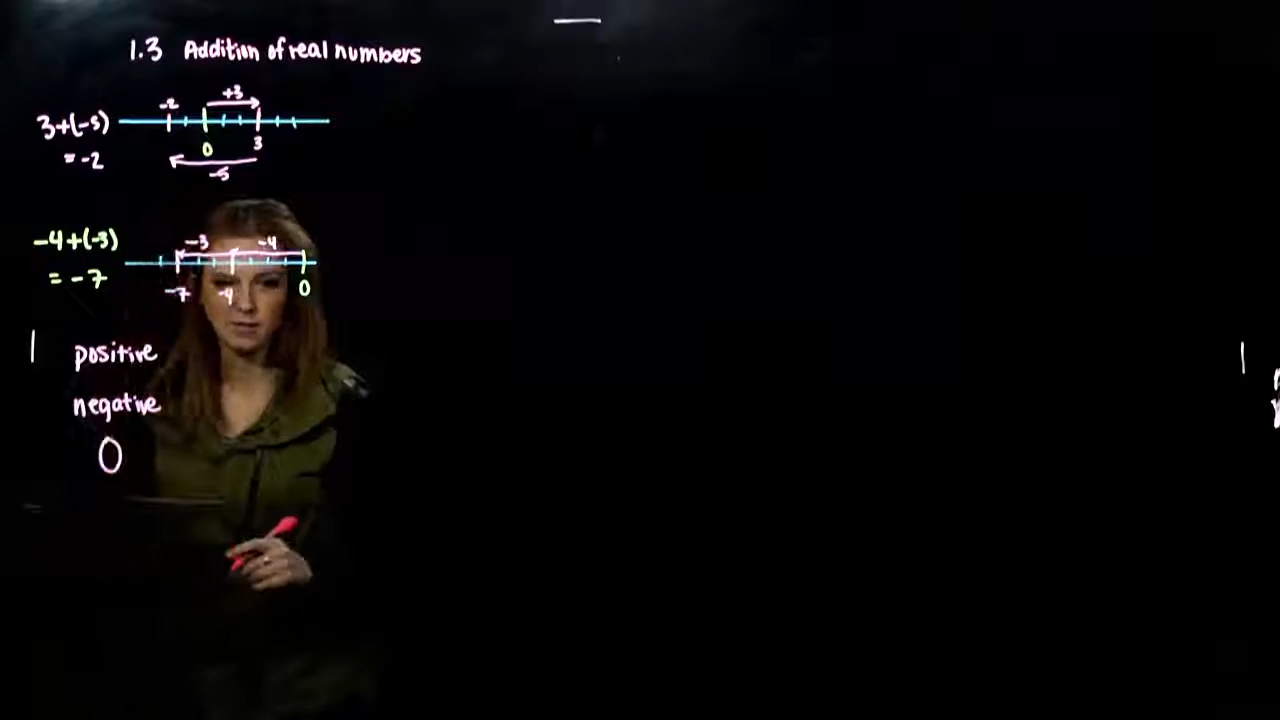 1.3 Addition of real numbers
-2 +3
3+(-5)
0 3
= -2
-5
-4+(-3) -3 -4
= -7 -7 -4 0
positive
negative
0